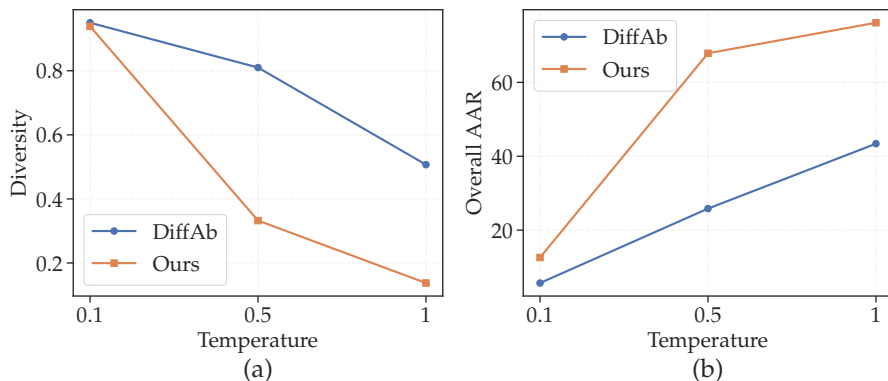 Diversity
0.8
0.6
0.4
0.2
DiffAb
Ours
0.1
0.5
1
Temperature
(a)
Overall AAR
60
40
20
DiffAb
Ours
0.1
0.5
1
Temperature
(b)